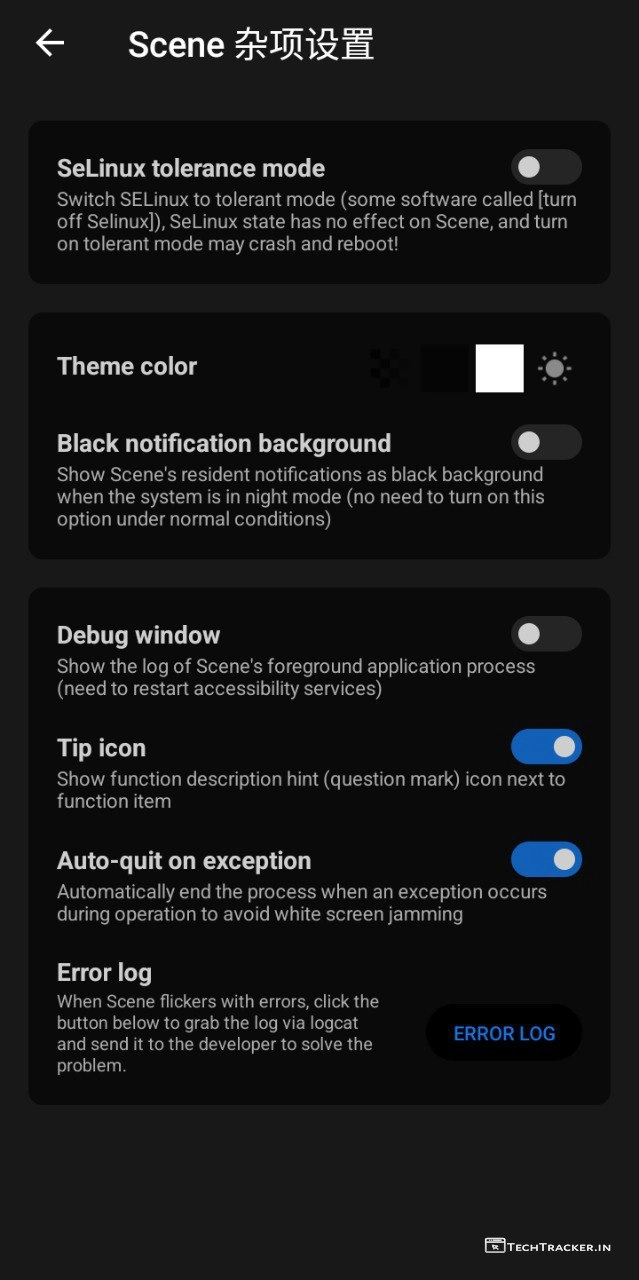 Scene 杂项设置
SeLinux tolerance mode
Switch SELinux to tolerant mode (some software called [turn
off Selinux]), SeLinux state has no effect on Scene, and turn
on tolerant mode may crash and reboot!
Theme color
Black notification background
Show Scene's resident notifications as black background
when the system is in night mode (no need to turn on this
option under normal conditions)
Debug window
Show the log of Scene's foreground application process
(need to restart accessibility services)
Tip icon
Show function description hint (question mark) icon next to
function item
Auto-quit on exception
Automatically end the process when an exception occurs
during operation to avoid white screen jamming
Error log
When Scene flickers with errors, click the
button below to grab the log via logcat
and send it to the developer to solve the
problem.
ERROR LOG
TECHTRACKER.IN